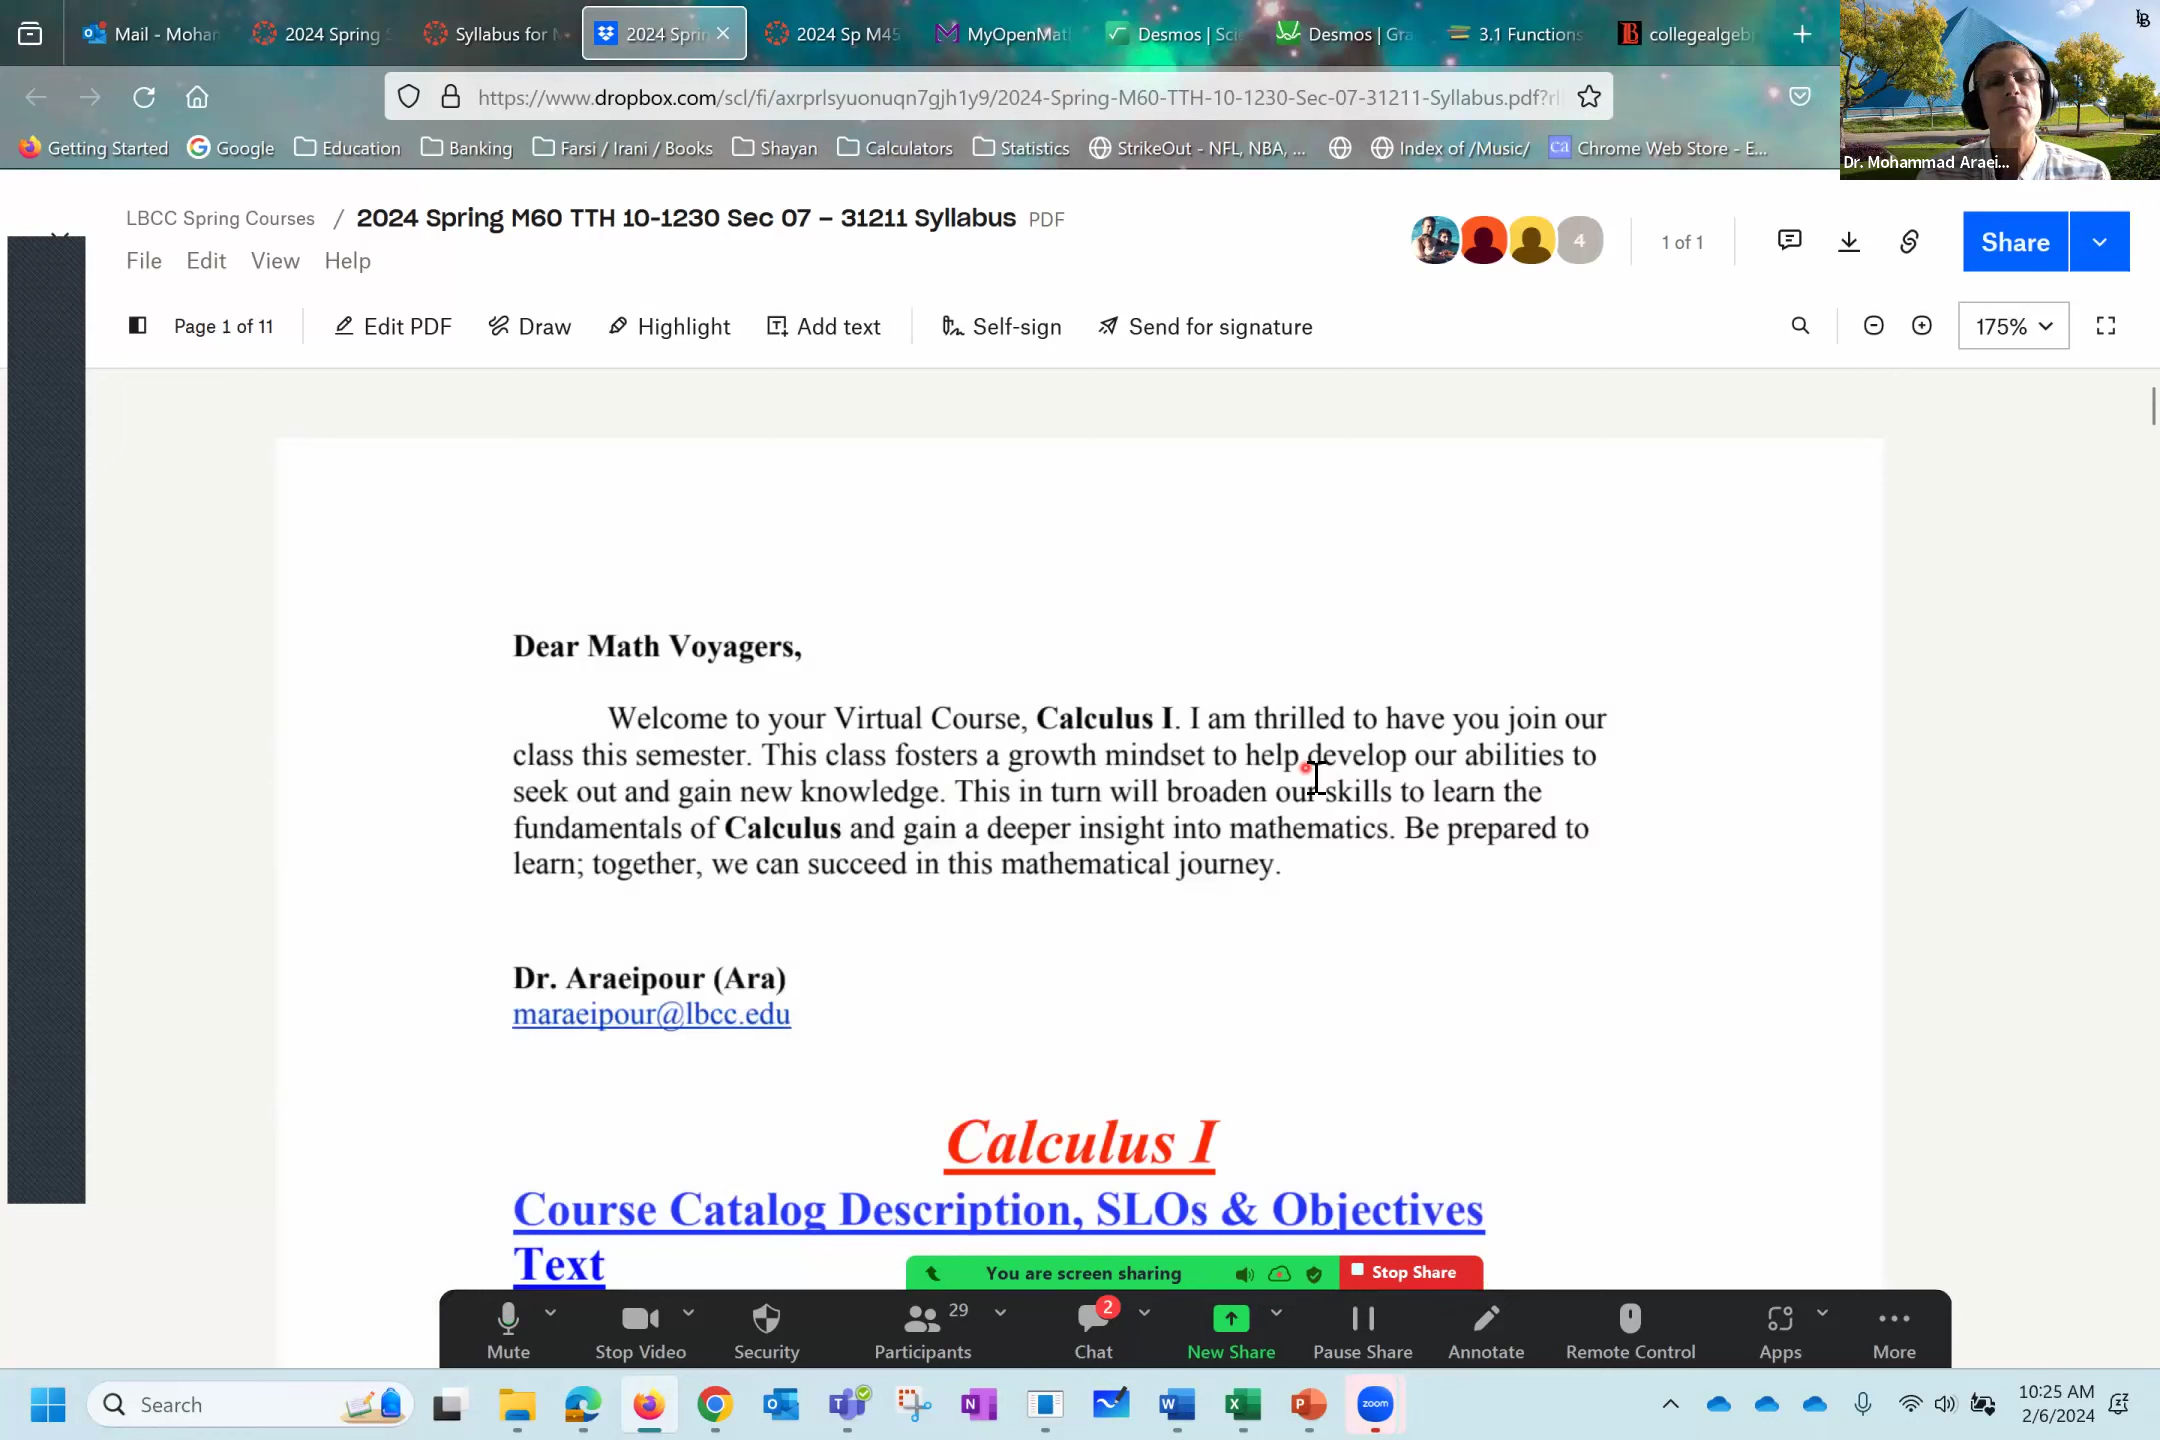 Mail - Mohar
2024 Spring S
Syllabus for M
2024 Sprin
2024 Sp M45
MyOpenMat
Desmos | Scie
Desmos | Gra
3.1 Functions
collegealgeb
https://www.dropbox.com/scl/fi/axrprlsyuonuqn7gjh1y9/2024-Spring-M60-TTH-10-1230-Sec-07-31211-Syllabus.pdf?rl
Getting Started
Google
Education
Banking
Farsi / Irani / Books
Shayan
Calculators
Statistics
StrikeOut - NFL, NBA, ...
Index of /Music/
ca Chrome Web Store - E...
Dr. Mohammad Araei...
LBCC Spring Courses / 2024 Spring M60 TTH 10-1230 Sec 07 – 31211 Syllabus PDF
File Edit View Help
4
1 of 1
Share
Page 1 of 11
Edit PDF
Draw
Highlight
Add text
Self-sign
Send for signature
175%
Dear Math Voyagers,
Welcome to your Virtual Course, Calculus I. I am thrilled to have you join our
class this semester. This class fosters a growth mindset to help develop our abilities to
seek out and gain new knowledge. This in turn will broaden our skills to learn the
fundamentals of Calculus and gain a deeper insight into mathematics. Be prepared to
learn; together, we can succeed in this mathematical journey.
Dr. Araeipour (Ara)
maraeipour@lbcc.edu
Calculus I
Course Catalog Description, SLOs & Objectives
Text
You are screen sharing
Stop Share
29
2
Mute
Stop Video
Security
Participants
Chat
New Share
Pause Share
Annotate
Remote Control
Apps
More
Search
zoom
10:25 AM
2/6/2024